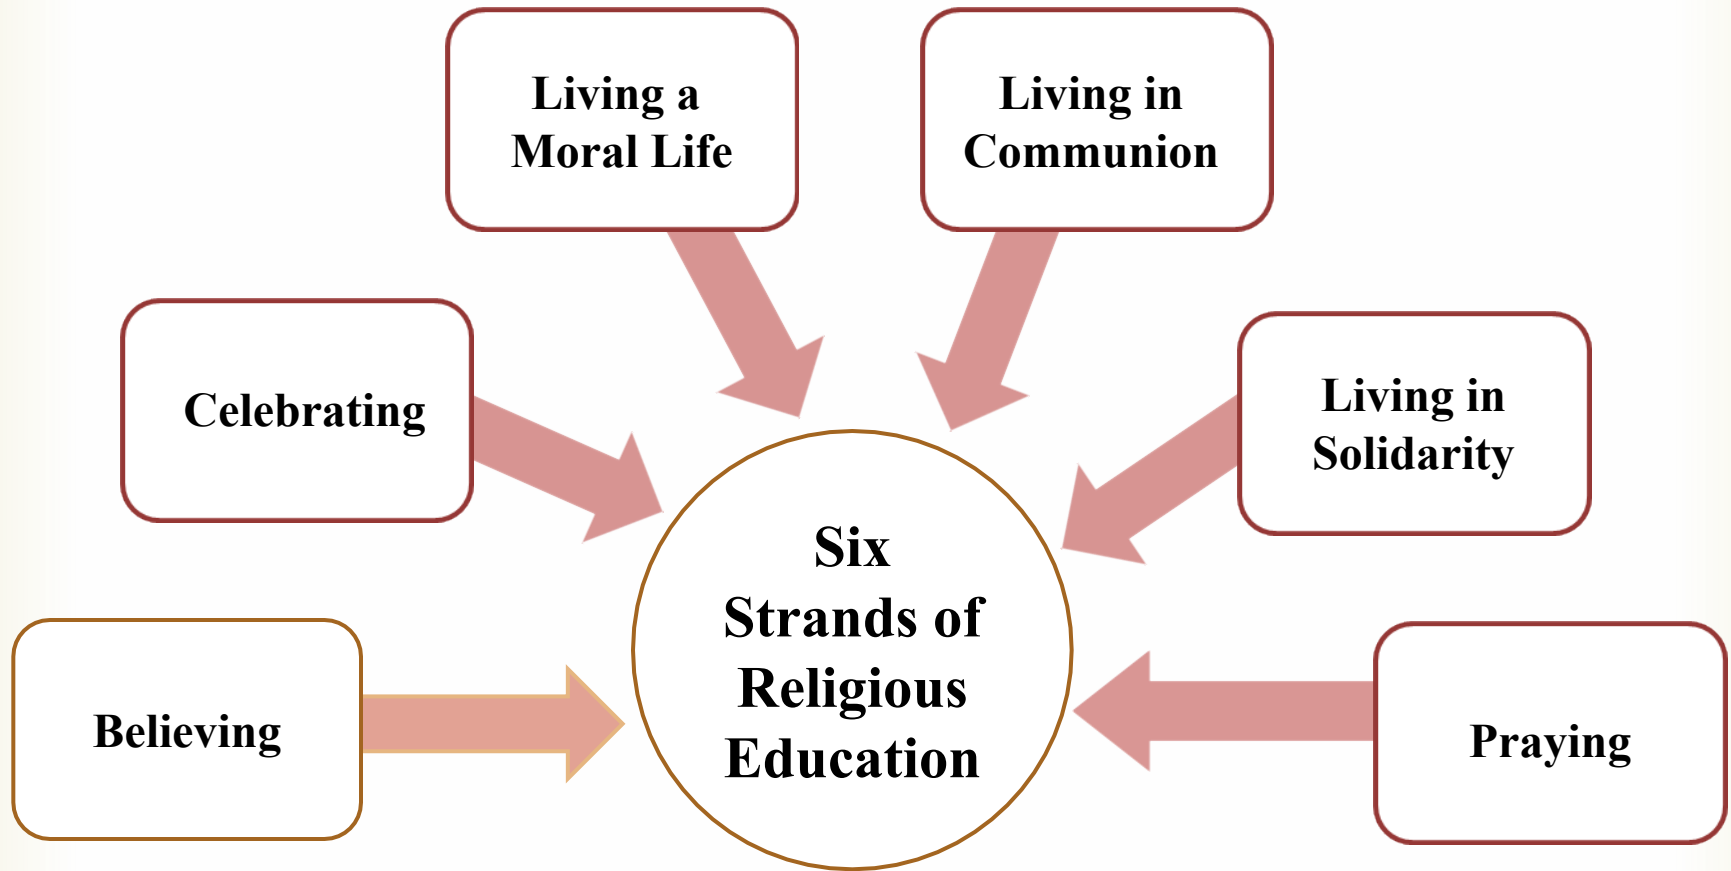 Living a
Moral Life
Living in
Communion
Celebrating
Living in
Solidarity
Six
Strands of
Religious
Education
Believing
Praying